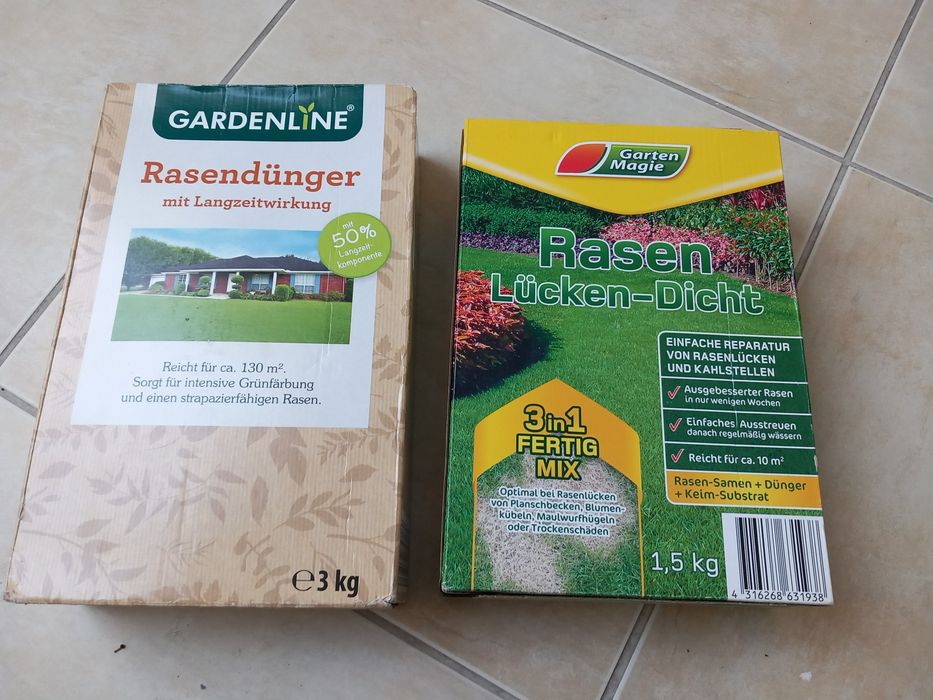 GARDENLINE®
Rasendünger
mit Langzeitwirkung
mit
50%
Langzeit-
komponente
Reicht für ca. 130 m².
Sorgt für intensive Grünfärbung
und einen strapazierfähigen Rasen.
℮ 3 kg
Garten
Magie
Rasen
Lücken-Dicht
EINFACHE REPARATUR
VON RASENLÜCKEN
UND KAHLSTELLEN
Ausgebesserter Rasen
in nur wenigen Wochen
Einfaches Ausstreuen
danach regelmäßig wässern
Reicht für ca. 10 m²
Rasen-Samen + Dünger
+ Keim-Substrat
3in1
FERTIG
MIX
Optimal bei Rasenlücken
von Planschbecken, Blumen-
kübeln, Maulwurfhügeln
oder Trockenschäden
1,5 kg
4 316268 631938